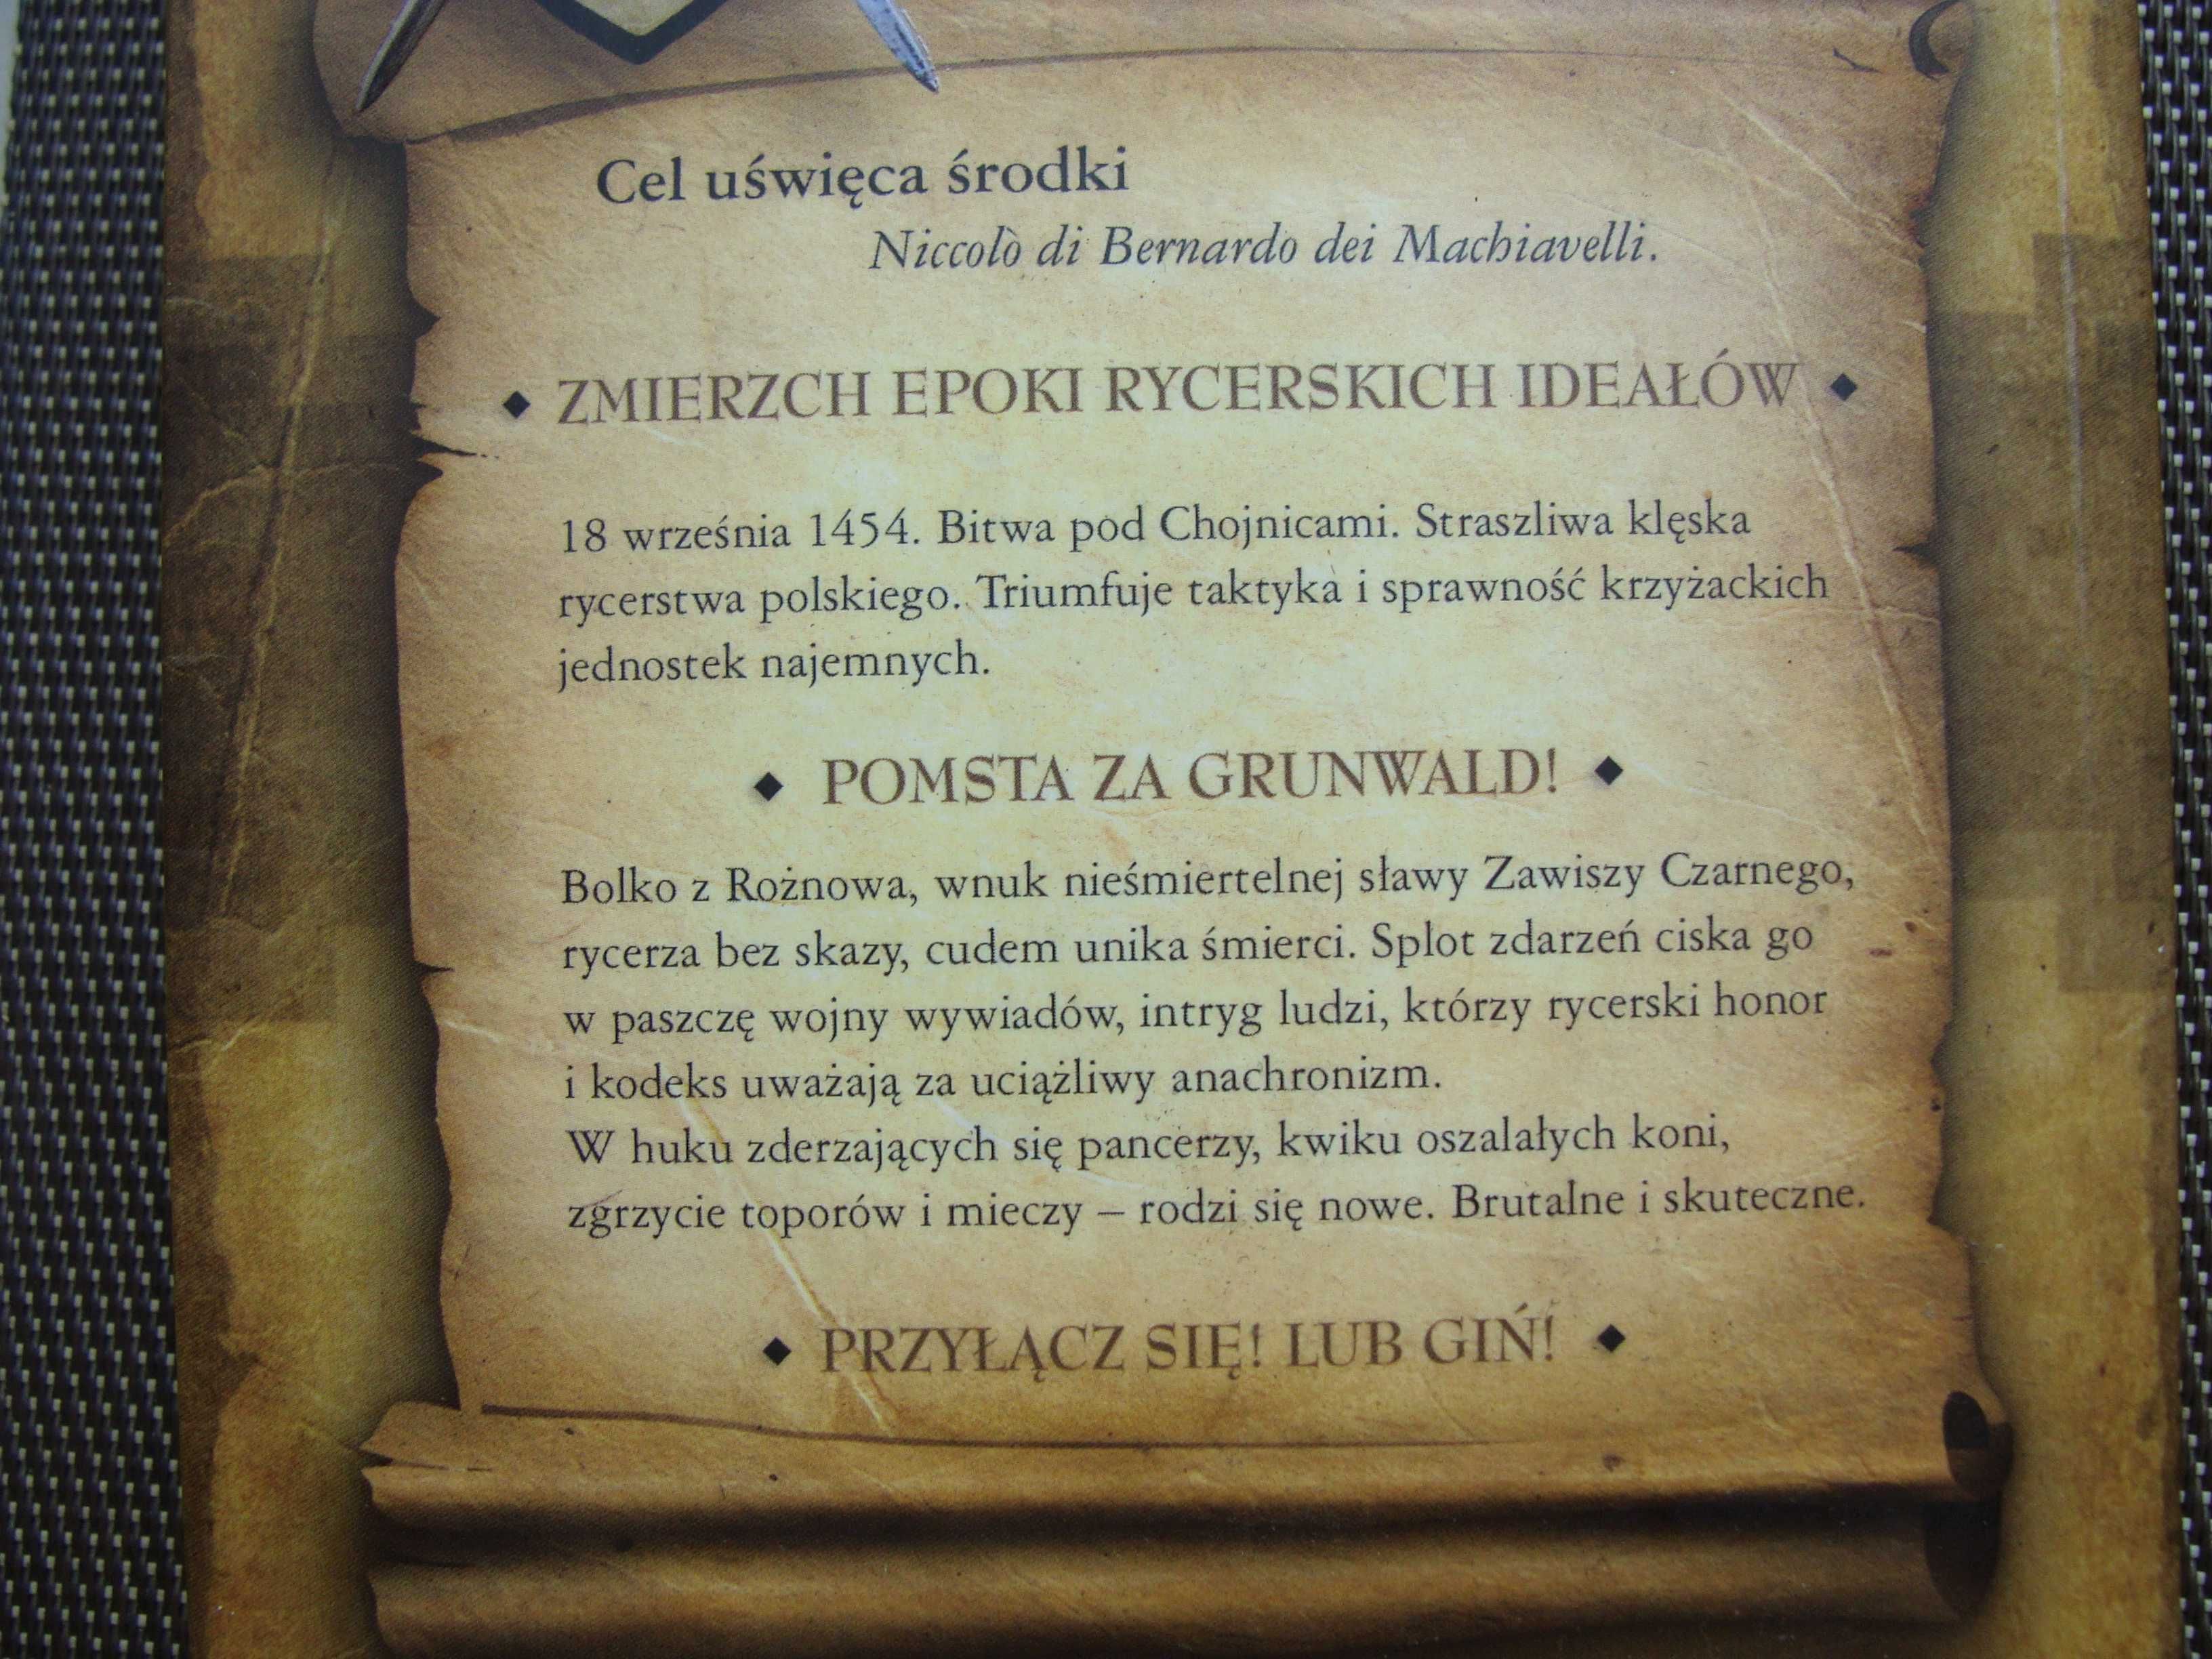 Cel uświęca środki
Niccolò di Bernardo dei Machiavelli.
◆ ZMIERZCH EPOKI RYCERSKICH IDEAŁÓW ◆
18 września 1454. Bitwa pod Chojnicami. Straszliwa klęska
rycerstwa polskiego. Triumfuje taktyka i sprawność krzyżackich
jednostek najemnych.
◆ POMSTA ZA GRUNWALD! ◆
Bolko z Rożnowa, wnuk nieśmiertelnej sławy Zawiszy Czarnego,
rycerza bez skazy, cudem unika śmierci. Splot zdarzeń ciska go
w paszczę wojny wywiadów, intryg ludzi, którzy rycerski honor
i kodeks uważają za uciążliwy anachronizm.
W huku zderzających się pancerzy, kwiku oszalałych koni,
zgrzycie toporów i mieczy – rodzi się nowe. Brutalne i skuteczne.
◆ PRZYŁĄCZ SIĘ! LUB GIŃ! ◆